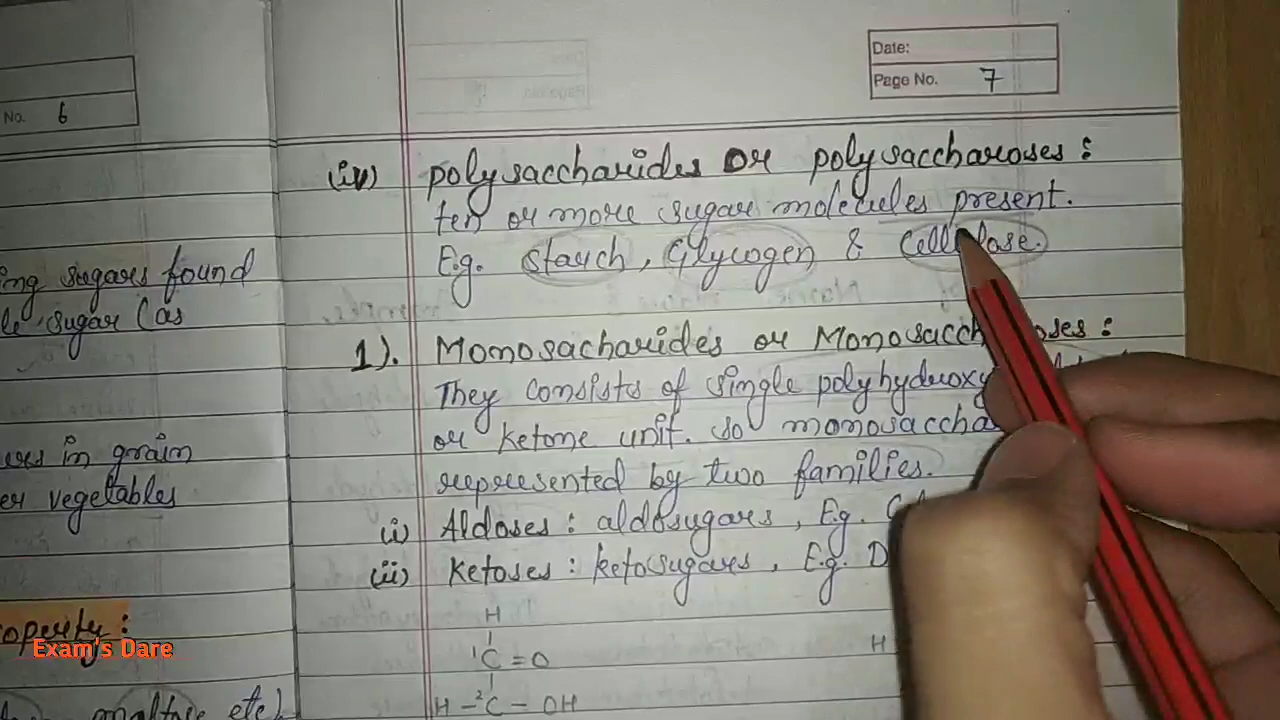 No. 6
ing sugars found
le, sugar (as
in grain
vegetables
operity:
maltose etc)
Date:
Page No. 7
(iv) polysaccharides or polysaccharoses:
ten or more sugar molecules present.
E.g. Starch, Glycogen & Cellulose.
1). Monosacharides or Monosacch oses:
They consists of single polyhydroxy
or ketone unit. so monosaccha
represented by two families.
(i) Aldoses: aldosugars, E.g. G
(ii) Ketoses: ketosugars, E.g. D
H
1C=O
H-2C-OH
H
Exam's Dare